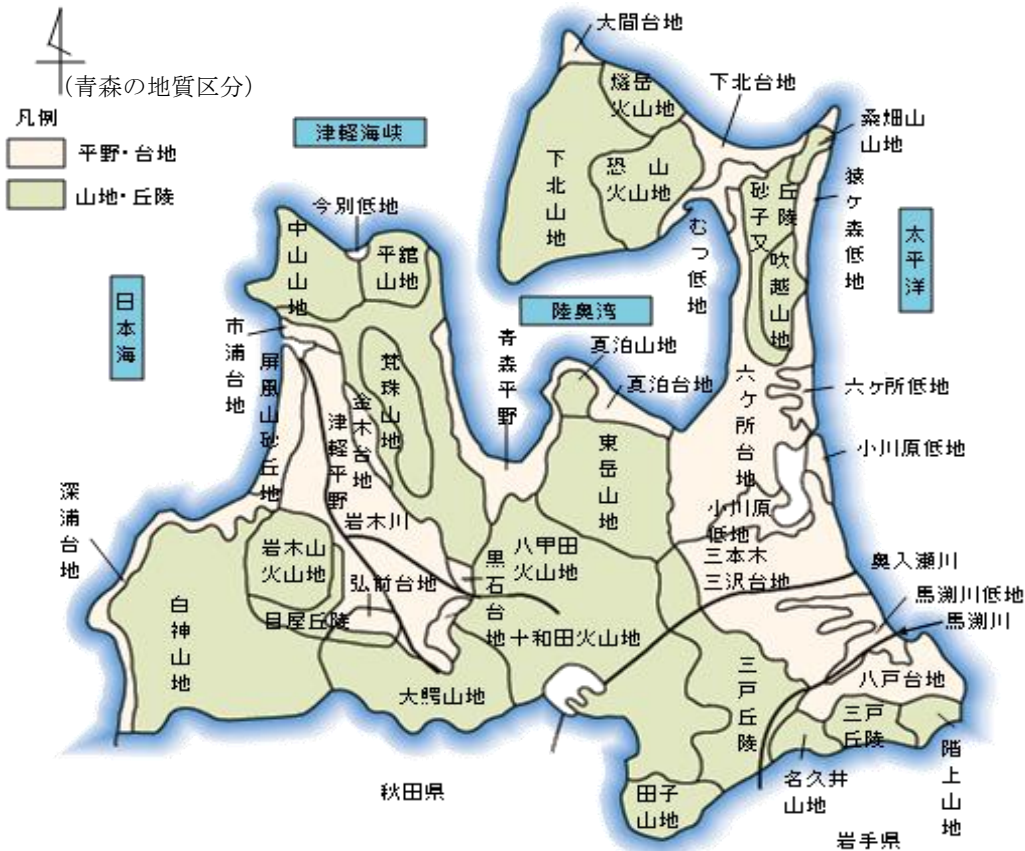 大間台地
(青森の地質区分)
燧岳
火山地
下北台地
凡例
桑畑山
山地
津軽海峡
平野・台地
下北山地
恐山
火山地
砂子又
丘陵
猿ヶ森低地
山地・丘陵
今別低地
中山山地
平舘
山地
むつ低地
太平洋
吹越山地
日本海
陸奥湾
市浦台地
青森平野
夏泊山地
屏風山砂丘地
梵珠山地
夏泊台地
六ヶ所台地
六ヶ所低地
金木台地
津軽平野
東岳山地
小川原低地
深浦台地
小川原
低地
岩木川
岩木山
火山地
黒石台地
八甲田
火山地
三本木
三沢台地
奥入瀬川
弘前台地
馬淵川低地
目屋丘陵
馬淵川
白神山地
十和田火山地
大鰐山地
三戸丘陵
八戸台地
三戸
丘陵
階上山地
名久井
山地
秋田県
田子
山地
岩手県